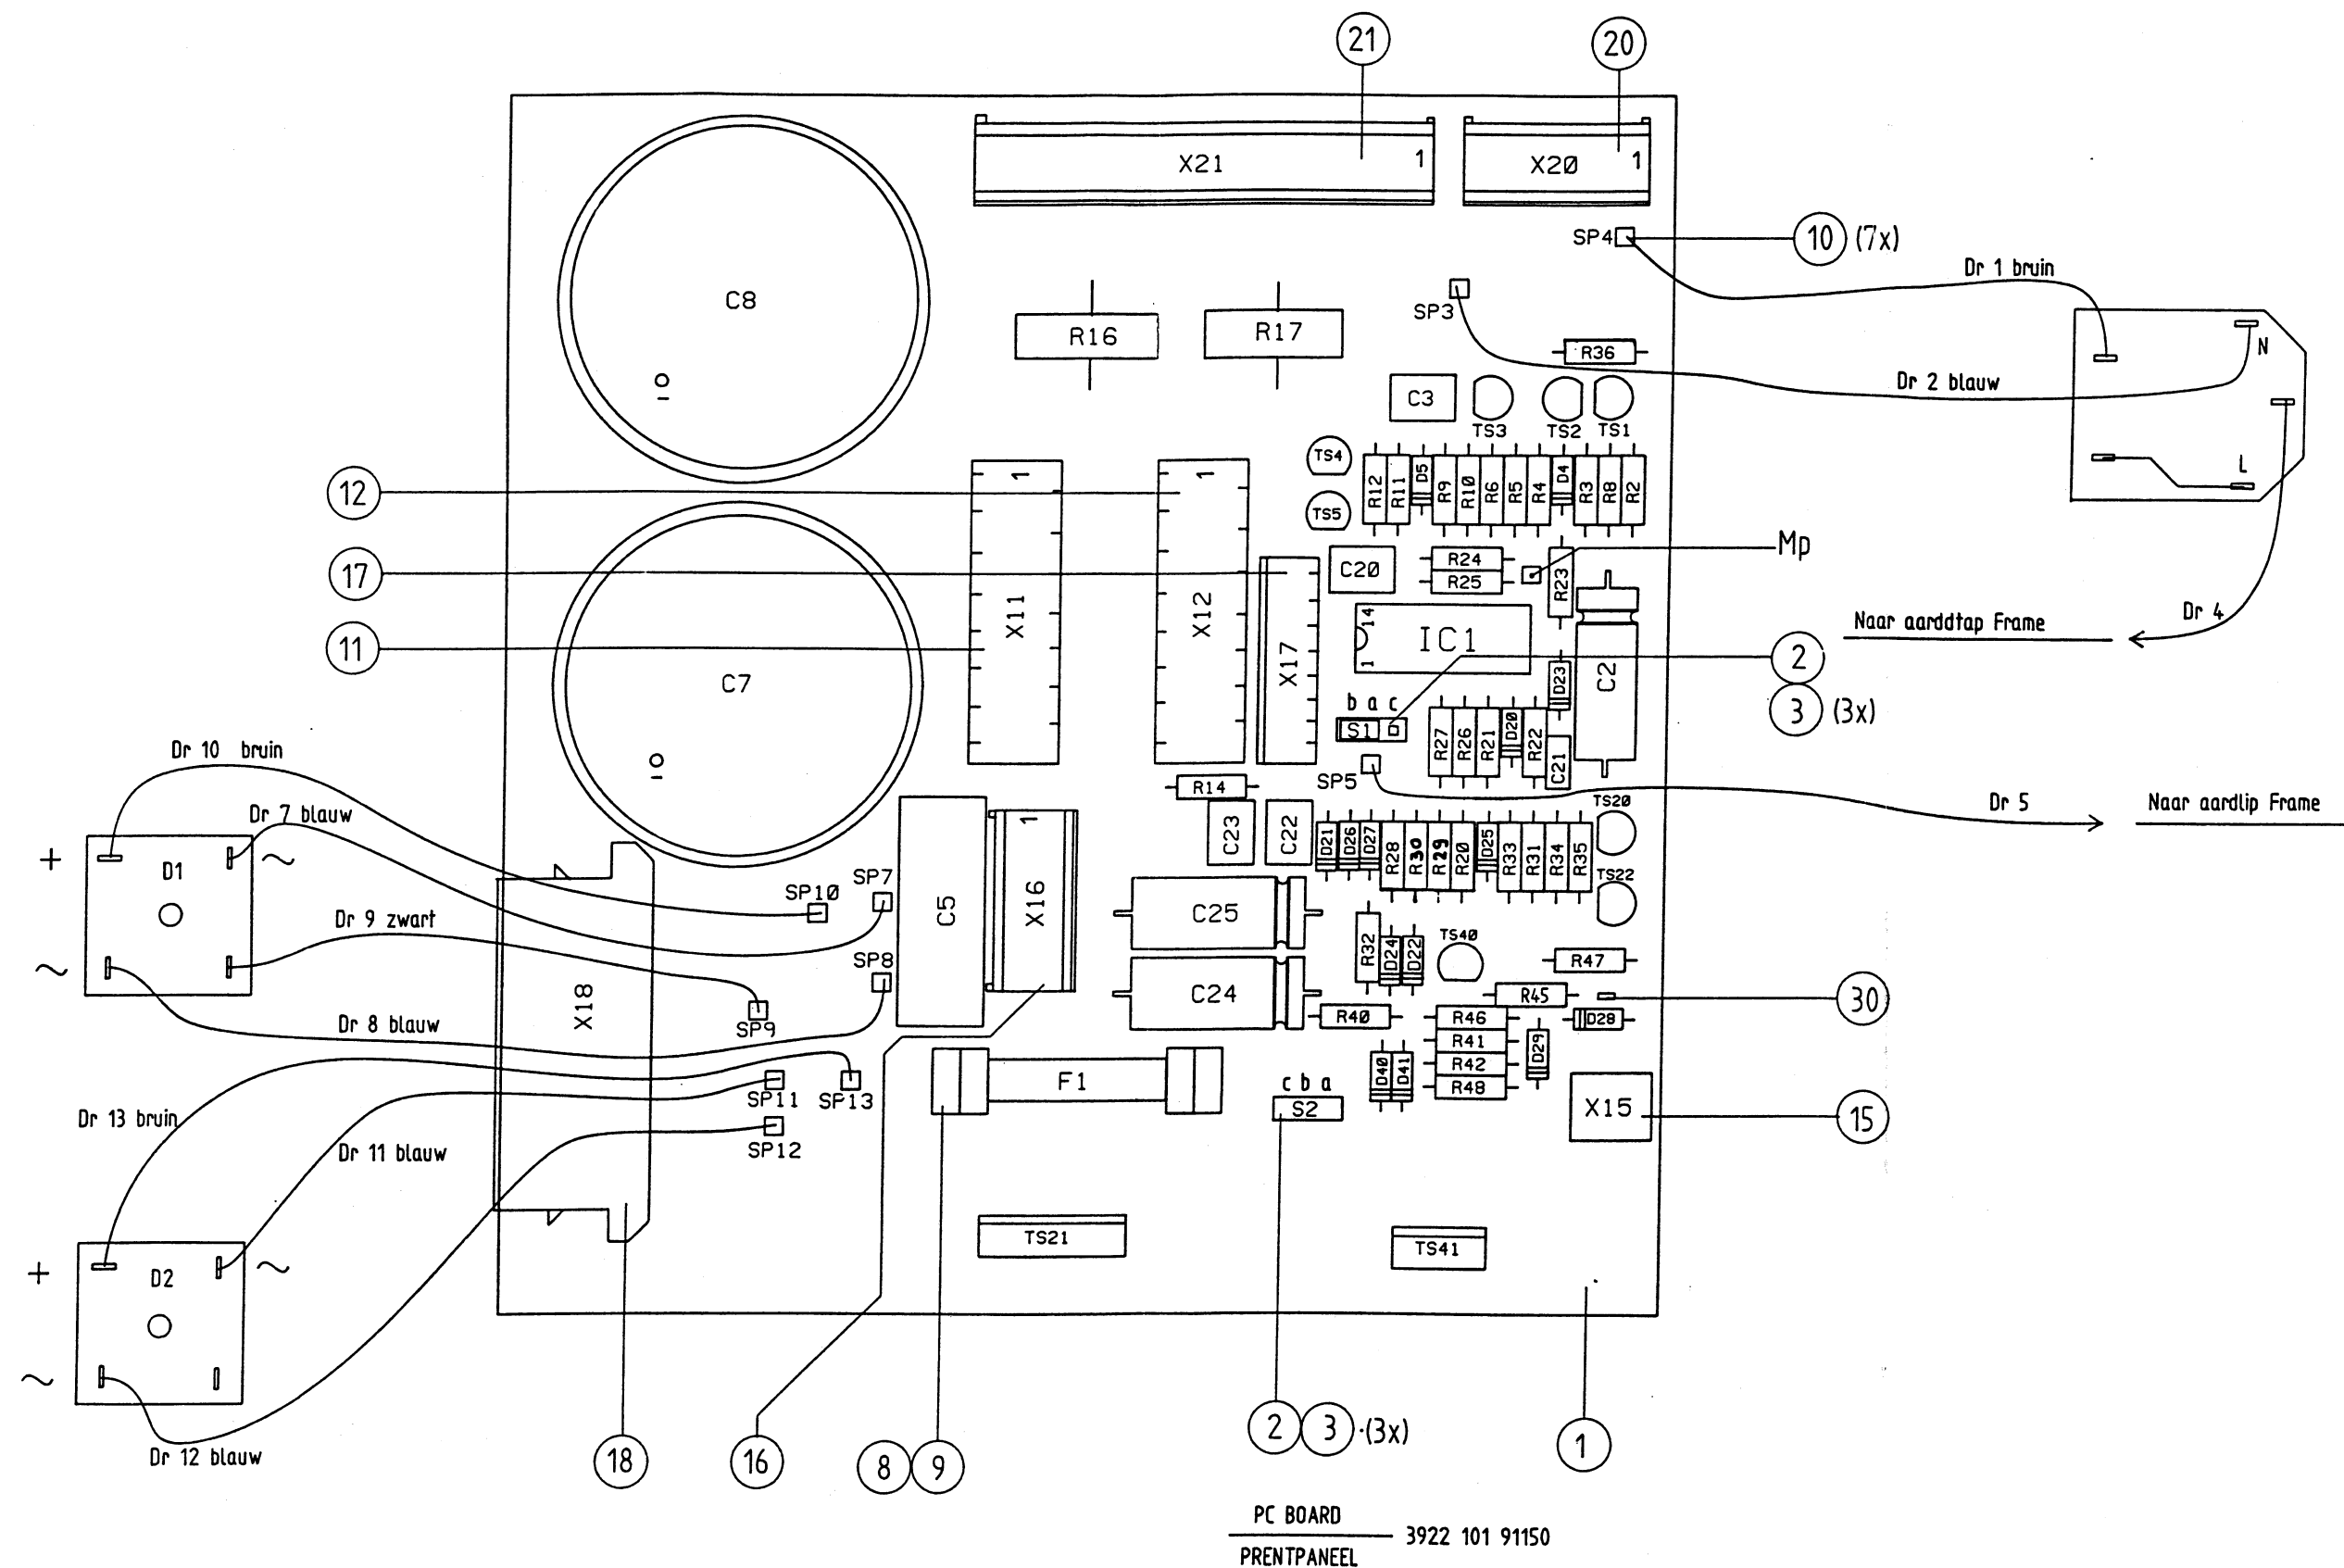 21
20
X21 1
X20 1
SP4
10 (7x)
Dr 1 bruin
C8
SP3
R16
R17
R36
N
Dr 2 blauw
C3
TS3
TS2
TS1
TS4
L
12
1
1
R12
R11
D5
R9
R10
R6
R5
R4
D4
R3
R8
R2
TS5
Mp
17
C20
R24
R25
R23
X11
X12
Dr 4
Naar aarddtap Frame
14
IC1
1
11
2
X17
D23
C2
C7
b a c
3 (3x)
S1
R27
R26
R21
D20
R22
C21
Dr 10 bruin
SP5
R14
TS20
Dr 5
Naar aardlip Frame
Dr 7 blauw
1
C23
C22
D21
D26
D27
R28
R30
R29
R20
D25
R33
R31
R34
R35
+
D1
~
SP10
SP7
TS22
C5
X16
C25
Dr 9 zwart
TS40
R32
D24
D22
~
SP8
R47
X18
C24
R45
30
Dr 8 blauw
SP9
R40
R46
D28
R41
D29
R42
F1
D40
D41
c b a
R48
SP11
SP13
S2
X15
15
Dr 13 bruin
SP12
Dr 11 blauw
TS21
TS41
+
D2
~
~
Dr 12 blauw
18
16
8
9
2
3 (3x)
1
PC BOARD
3922 101 91150
PRENTPANEEL